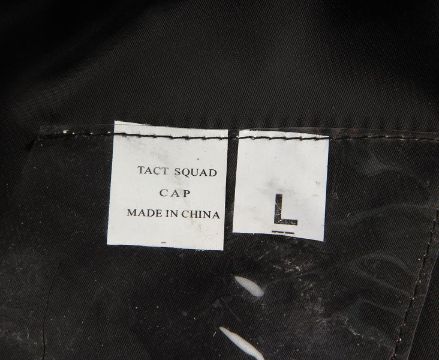 TACT SQUAD
CAP
MADE IN CHINA
L